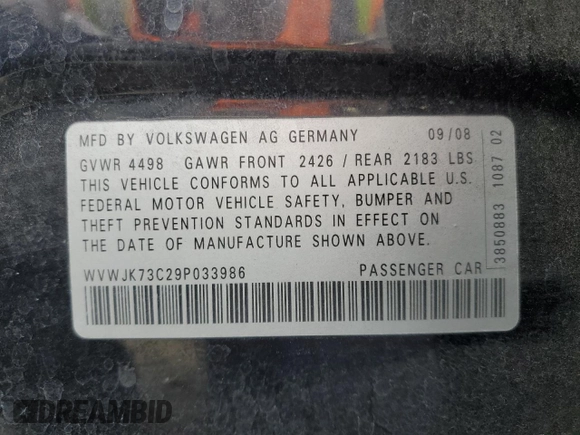 MFD BY VOLKSWAGEN AG GERMANY 09/08
GVWR 4498 GAWR FRONT 2426 / REAR 2183 LBS
THIS VEHICLE CONFORMS TO ALL APPLICABLE U.S.
FEDERAL MOTOR VEHICLE SAFETY, BUMPER AND
THEFT PREVENTION STANDARDS IN EFFECT ON
THE DATE OF MANUFACTURE SHOWN ABOVE.
WVWJK73C29P033986 PASSENGER CAR
3850883 1087 02
DREAMBID